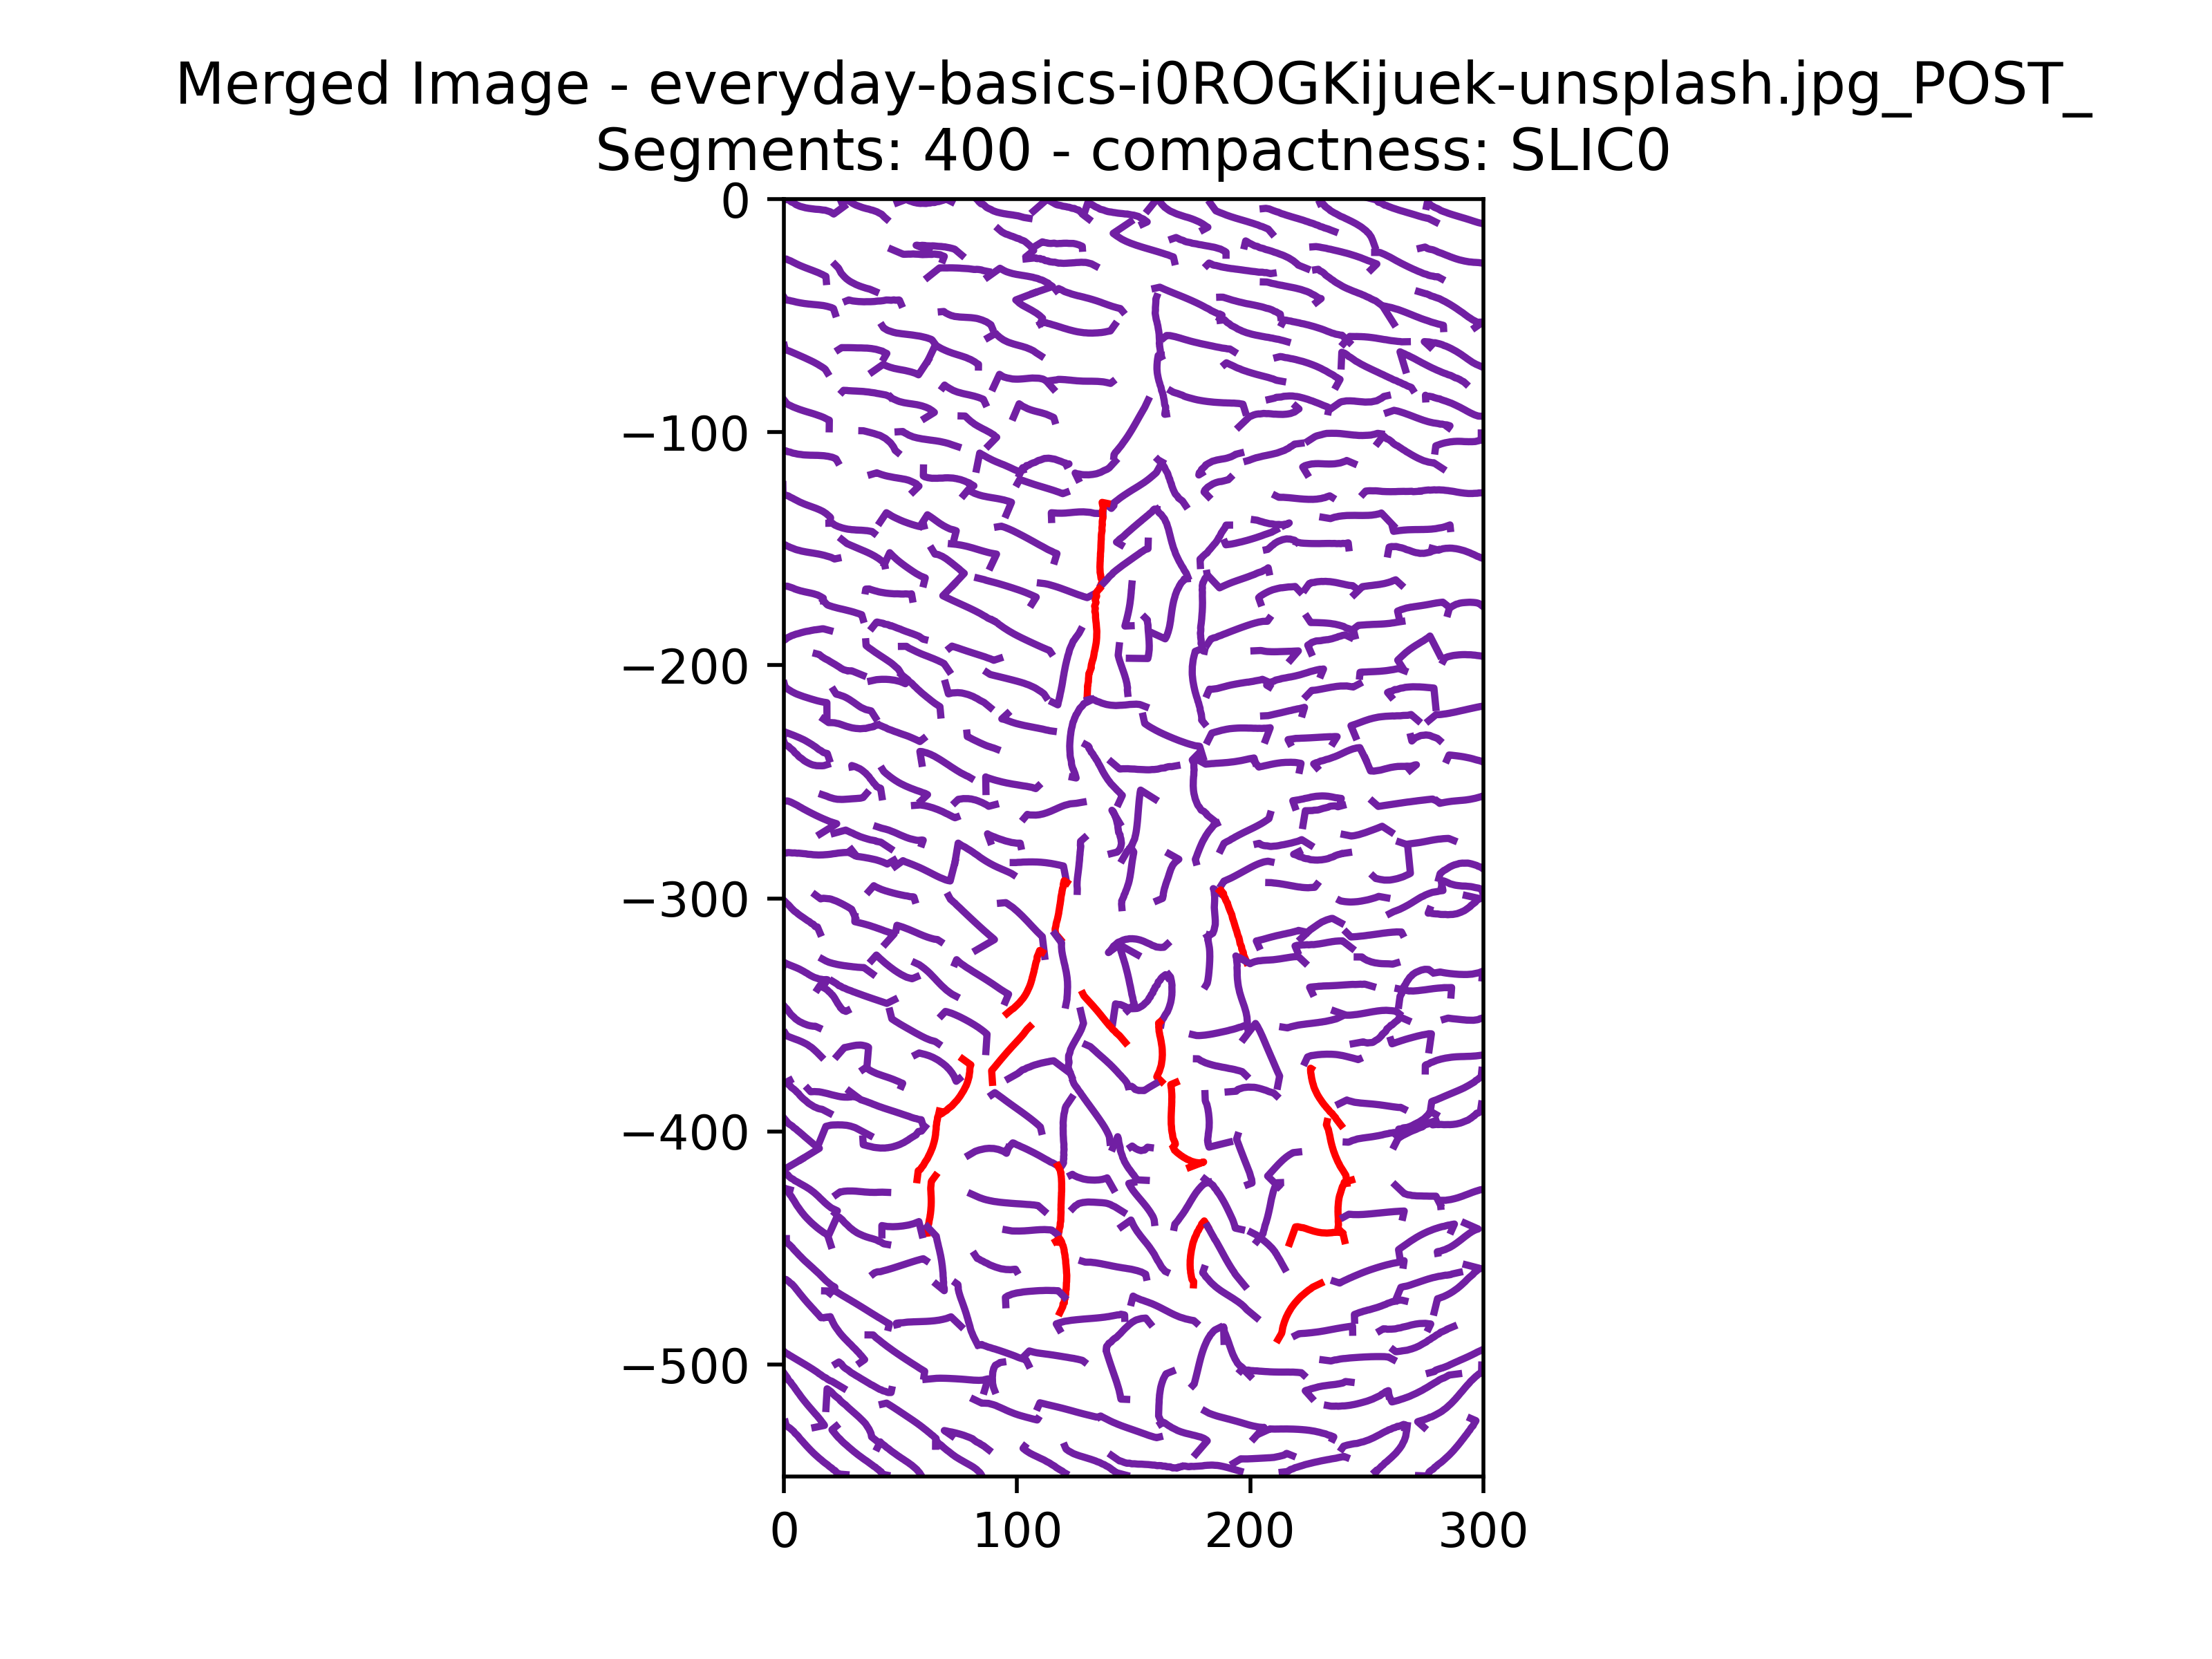 Merged Image - everyday-basics-i0ROGKijuek-unsplash.jpg_POST_
Segments: 400 - compactness: SLIC0
0
−100
−200
−300
−400
−500
0 100 200 300